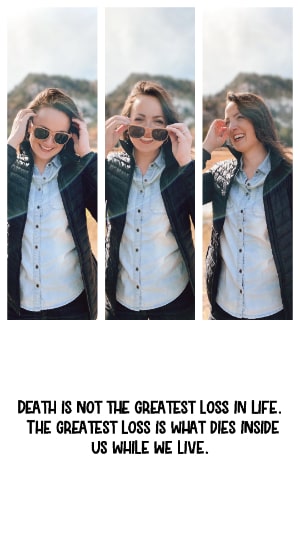 Death is not the greatest loss in life.
The greatest loss is what dies inside
us while we live.